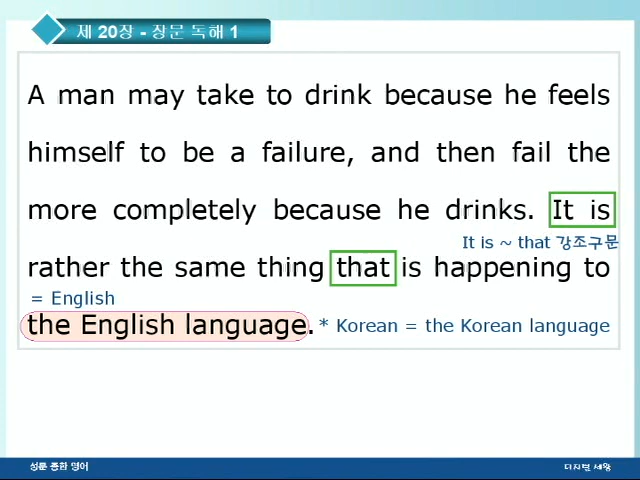 제 20장 - 장문 독해 1
A man may take to drink because he feels
himself to be a failure, and then fail the
more completely because he drinks. It is
It is ~ that 강조구문
rather the same thing that is happening to
= English
the English language. * Korean = the Korean language
성문 종합 영어
디지털 세움